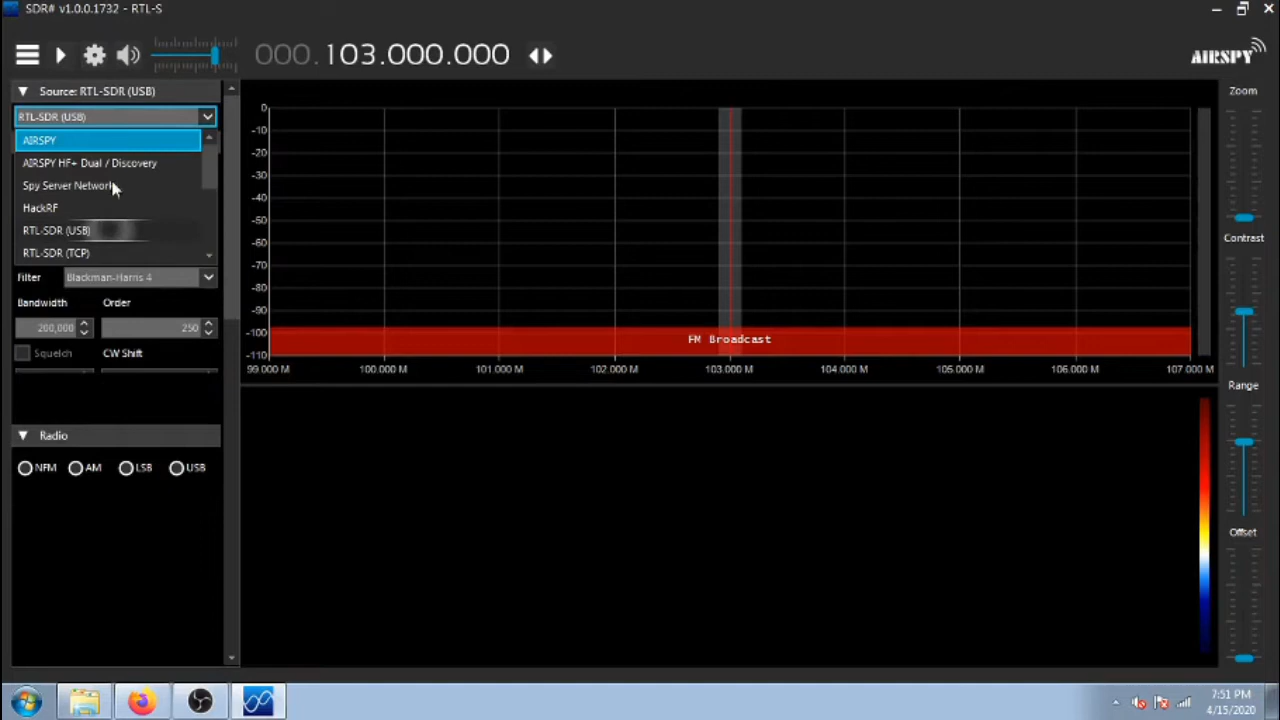 SDR# v1.0.0.1732 - RTL-S
000.103.000.000
AIRSPY
Source: RTL-SDR (USB)
RTL-SDR (USB)
AIRSPY
AIRSPY HF+ Dual / Discovery
Spy Server Network
HackRF
RTL-SDR (USB)
RTL-SDR (TCP)
Filter Blackman-Harris 4
Bandwidth Order
200,000 250
Squelch CW Shift
Radio
NFM AM LSB USB
0
-10
-20
-30
-40
-50
-60
-70
-80
-90
-100
-110
FM Broadcast
99.000 M 100.000 M 101.000 M 102.000 M 103.000 M 104.000 M 105.000 M 106.000 M 107.000 M
Zoom
Contrast
Range
Offset
7:51 PM
4/15/2020